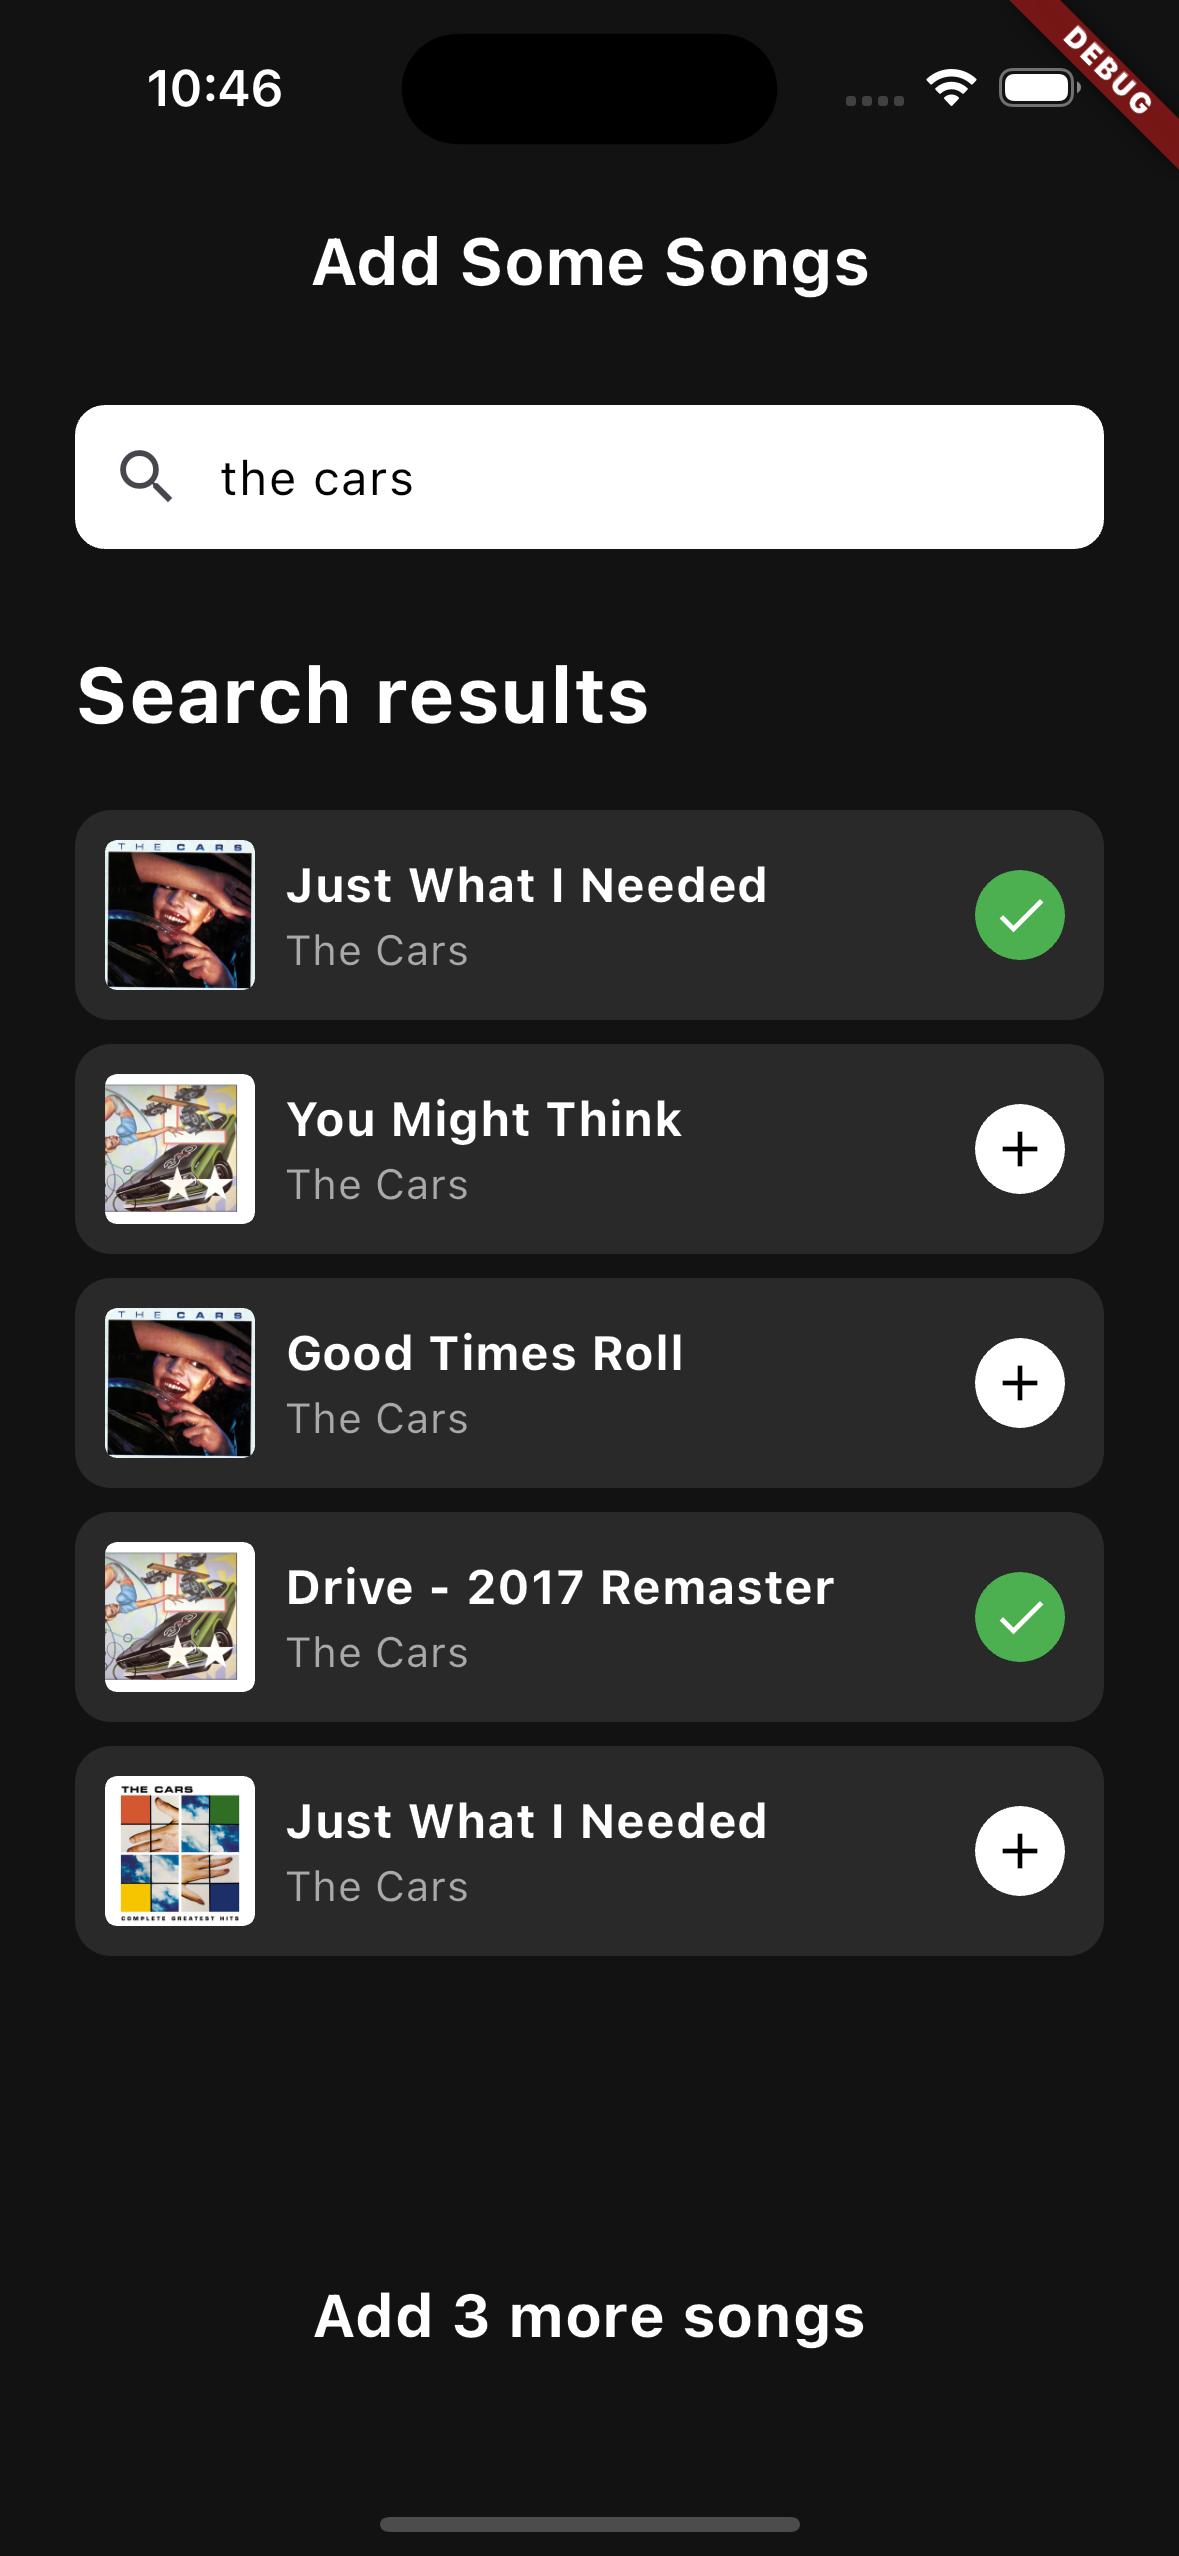 10:46
DEBUG
Add Some Songs
the cars
Search results
THE CARS
Just What I Needed
The Cars
You Might Think
The Cars
THE CARS
Good Times Roll
The Cars
Drive - 2017 Remaster
The Cars
THE CARS
COMPLETE GREATEST HITS
Just What I Needed
The Cars
Add 3 more songs